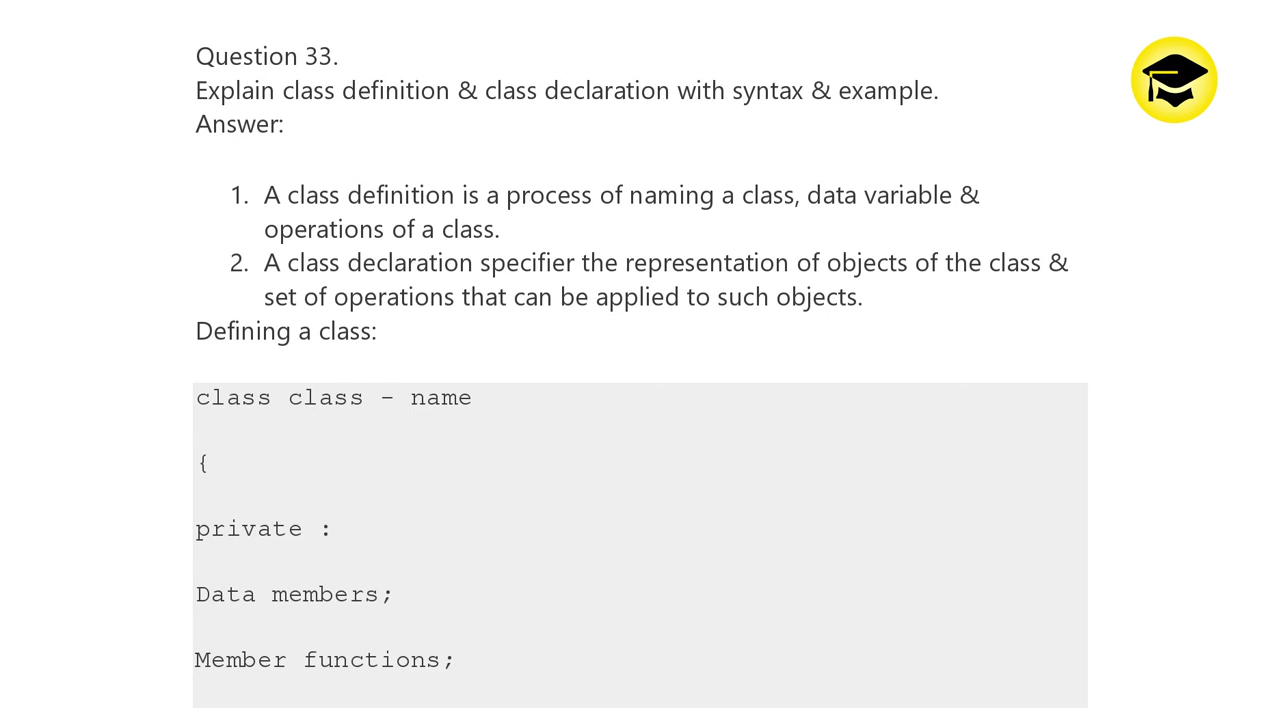 Question 33.
Explain class definition & class declaration with syntax & example.
Answer:
1. A class definition is a process of naming a class, data variable &
operations of a class.
2. A class declaration specifier the representation of objects of the class &
set of operations that can be applied to such objects.
Defining a class:
class class - name
{
private :
Data members;
Member functions;